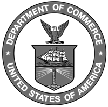 DEPARTMENT OF COMMERCE
UNITED STATES OF AMERICA